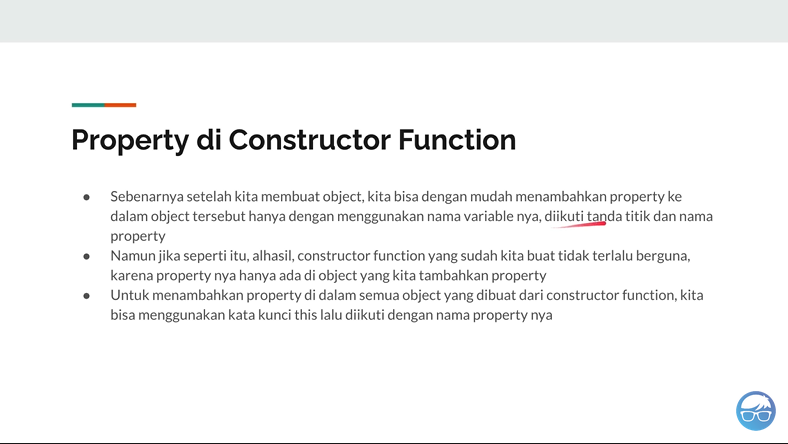 Property di Constructor Function
● Sebenarnya setelah kita membuat object, kita bisa dengan mudah menambahkan property ke
dalam object tersebut hanya dengan menggunakan nama variable nya, diikuti tanda titik dan nama
property
● Namun jika seperti itu, alhasil, constructor function yang sudah kita buat tidak terlalu berguna,
karena property nya hanya ada di object yang kita tambahkan property
● Untuk menambahkan property di dalam semua object yang dibuat dari constructor function, kita
bisa menggunakan kata kunci this lalu diikuti dengan nama property nya